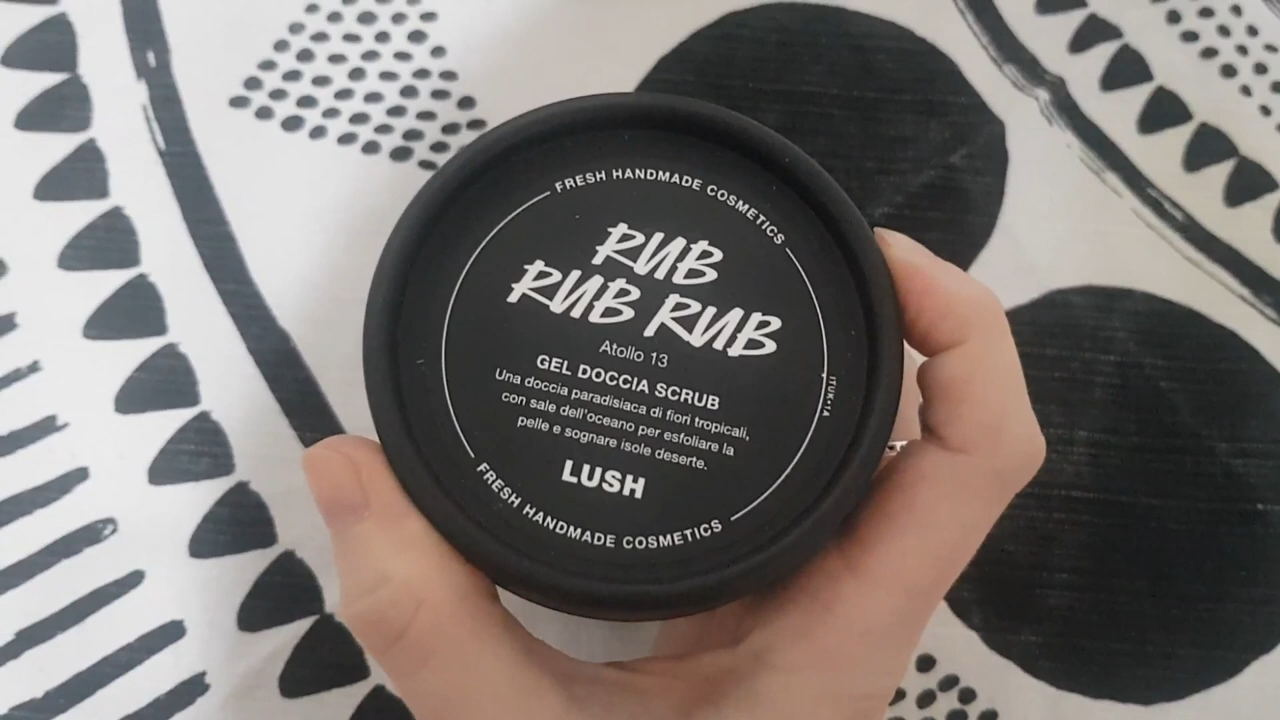 FRESH HANDMADE COSMETICS
RUB
RUB RUB
Atollo 13
GEL DOCCIA SCRUB
Una doccia paradisiaca di fiori tropicali,
con sale dell'oceano per esfoliare la
pelle e sognare isole deserte.
LUSH
FRESH HANDMADE COSMETICS